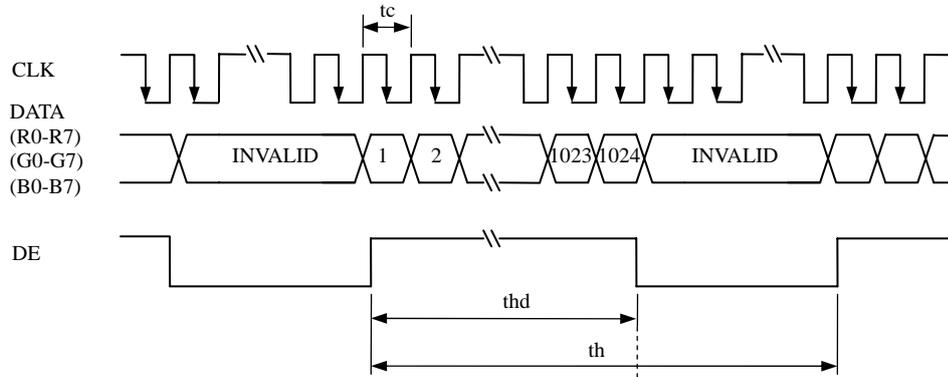 tc
CLK
DATA
(R0-R7)
(G0-G7)
(B0-B7)
INVALID 1 2 1023 1024 INVALID
DE
thd
th